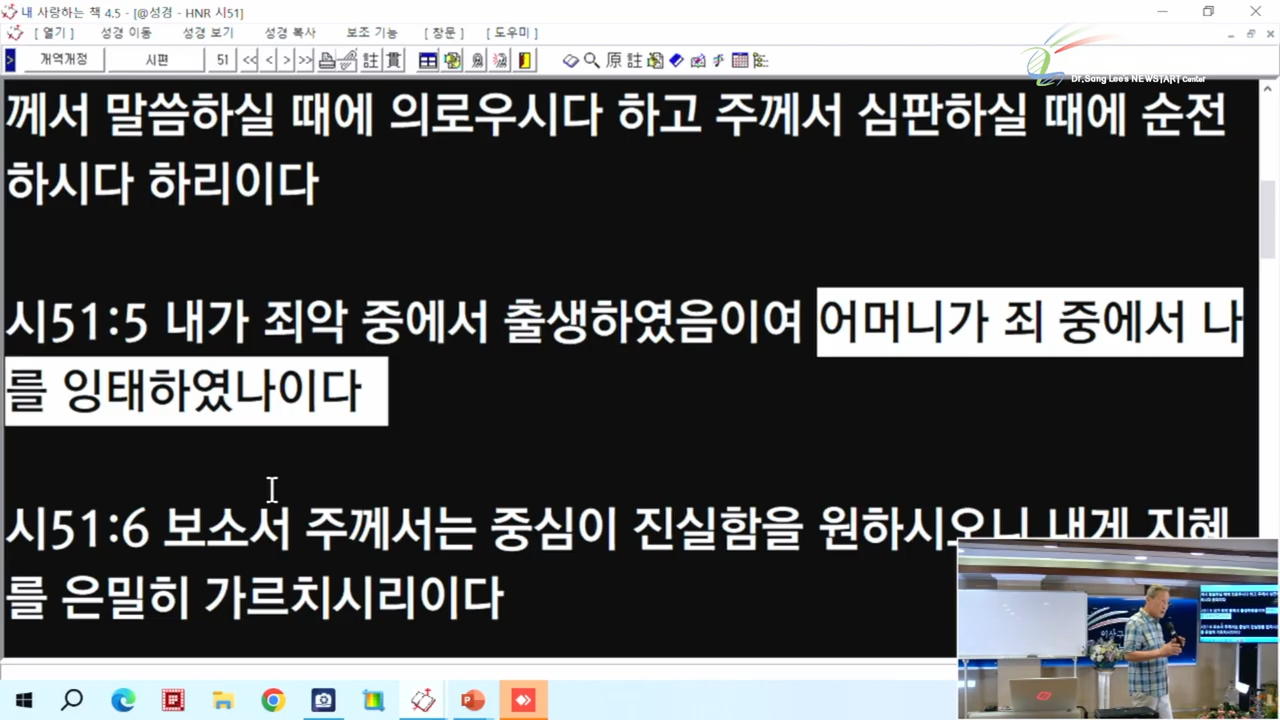 내 사랑하는 책 4.5 - [@성경 - HNR 시51]
[ 열기 ] 성경 이동 성경 보기 성경 복사 보조 기능 [ 창문 ] [ 도우미 ]
개역개정 시편 51 << < > >> 註 貫 原 註
Dr.Sang Lee's NEWSTART Center
께서 말씀하실 때에 의로우시다 하고 주께서 심판하실 때에 순전
하시다 하리이다
시51:5 내가 죄악 중에서 출생하였음이여 어머니가 죄 중에서 나
를 잉태하였나이다
시51:6 보소서 주께서는 중심이 진실함을 원하시오니 내게 지혜
를 은밀히 가르치시리이다